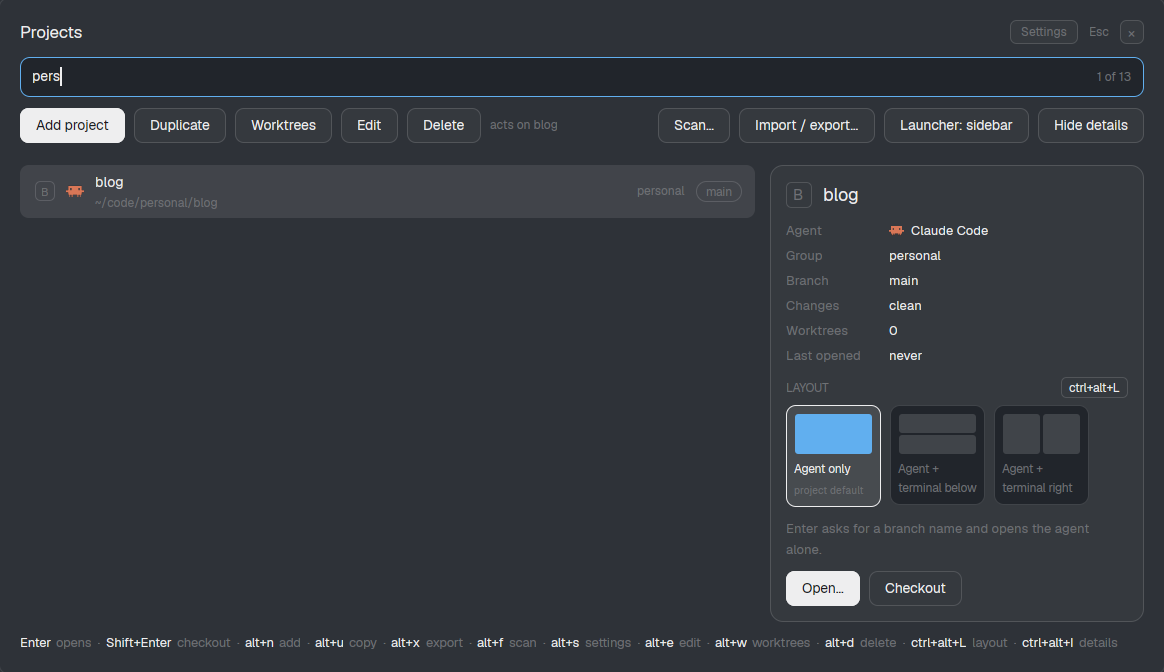 Projects
Settings Esc ×
pers 1 of 13
Add project Duplicate Worktrees Edit Delete acts on blog Scan... Import / export... Launcher: sidebar Hide details
B blog personal main
~/code/personal/blog
B blog
Agent Claude Code
Group personal
Branch main
Changes clean
Worktrees 0
Last opened never
LAYOUT ctrl+alt+L
Agent only
project default
Agent +
terminal below
Agent +
terminal right
Enter asks for a branch name and opens the agent
alone.
Open... Checkout
Enter opens · Shift+Enter checkout · alt+n add · alt+u copy · alt+x export · alt+f scan · alt+s settings · alt+e edit · alt+w worktrees · alt+d delete · ctrl+alt+L layout · ctrl+alt+I details